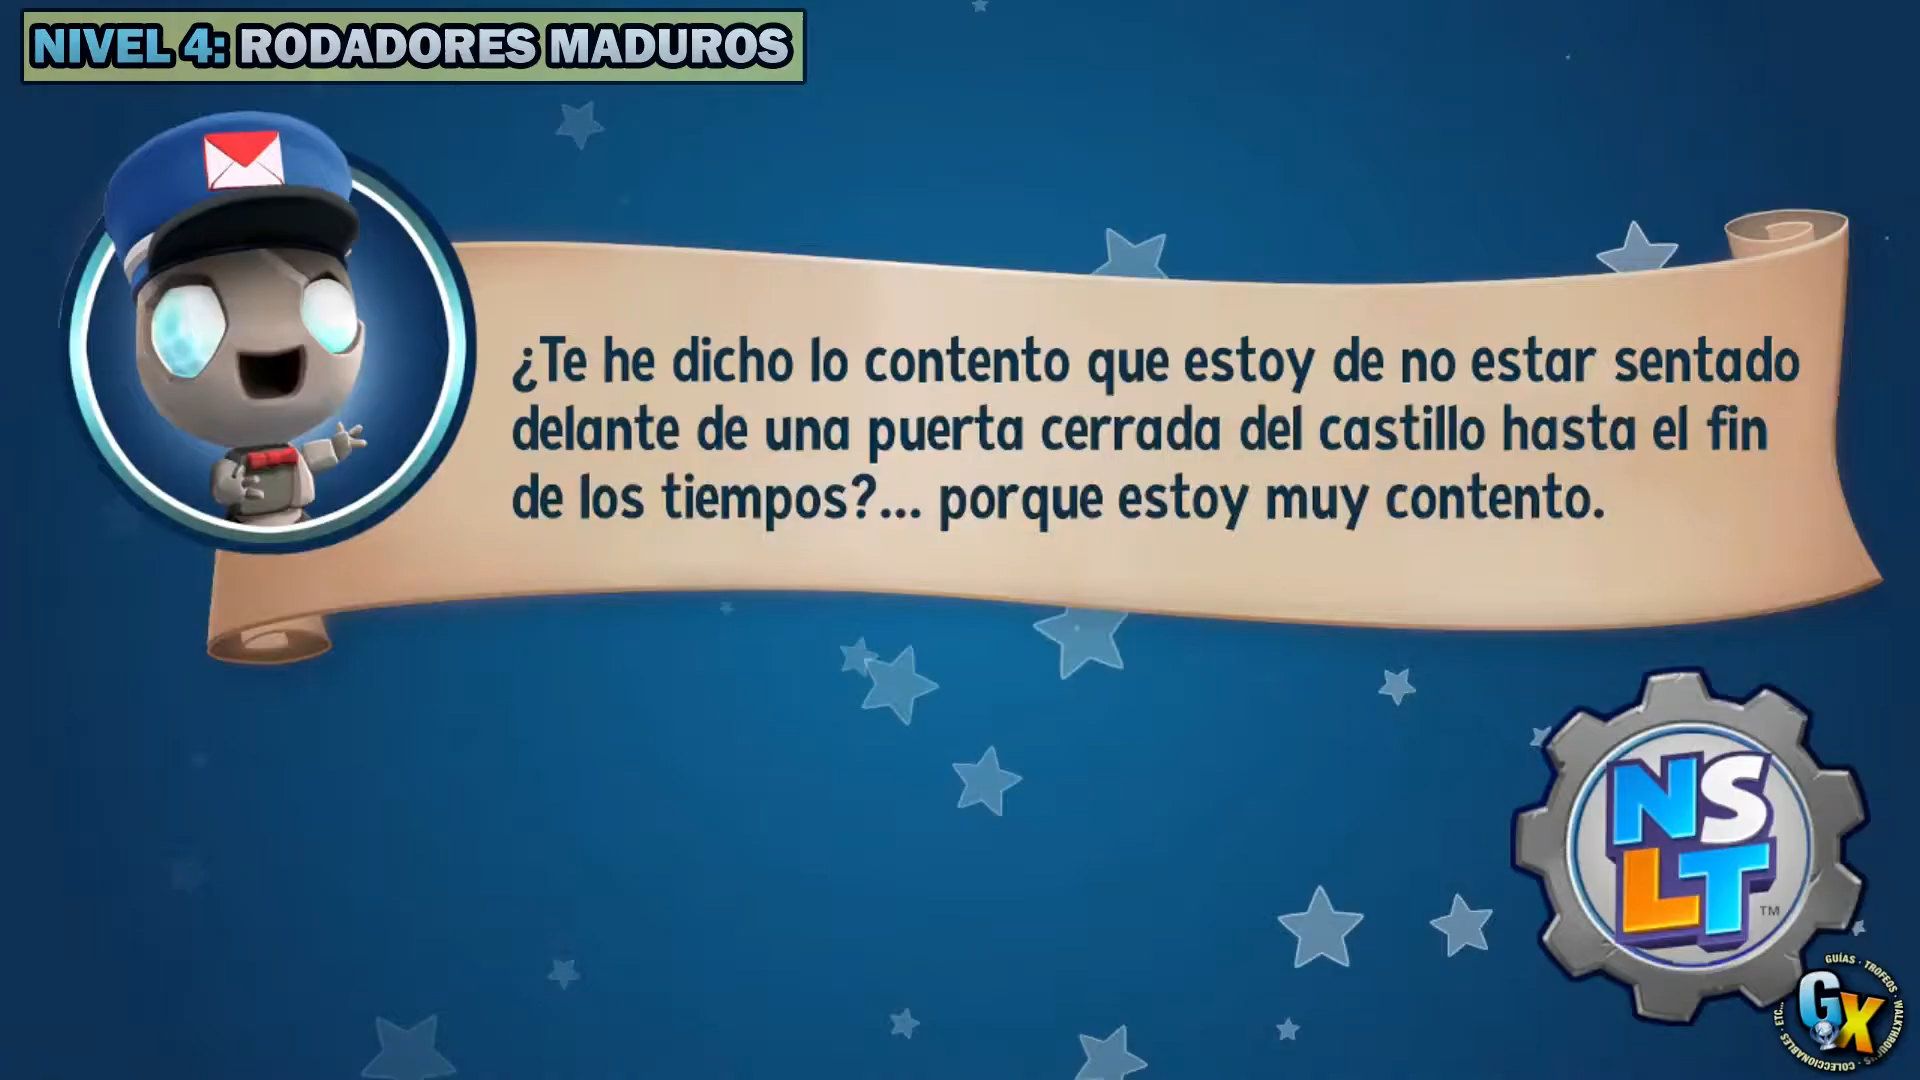 NIVEL 4: RODADORES MADUROS
¿Te he dicho lo contento que estoy de no estar sentado
delante de una puerta cerrada del castillo hasta el fin
de los tiempos?... porque estoy muy contento.
NS
LT
TM
GUÍAS · TROFEOS · WALKTHROUGHS · COLECCIONABLES · ETC...
GX